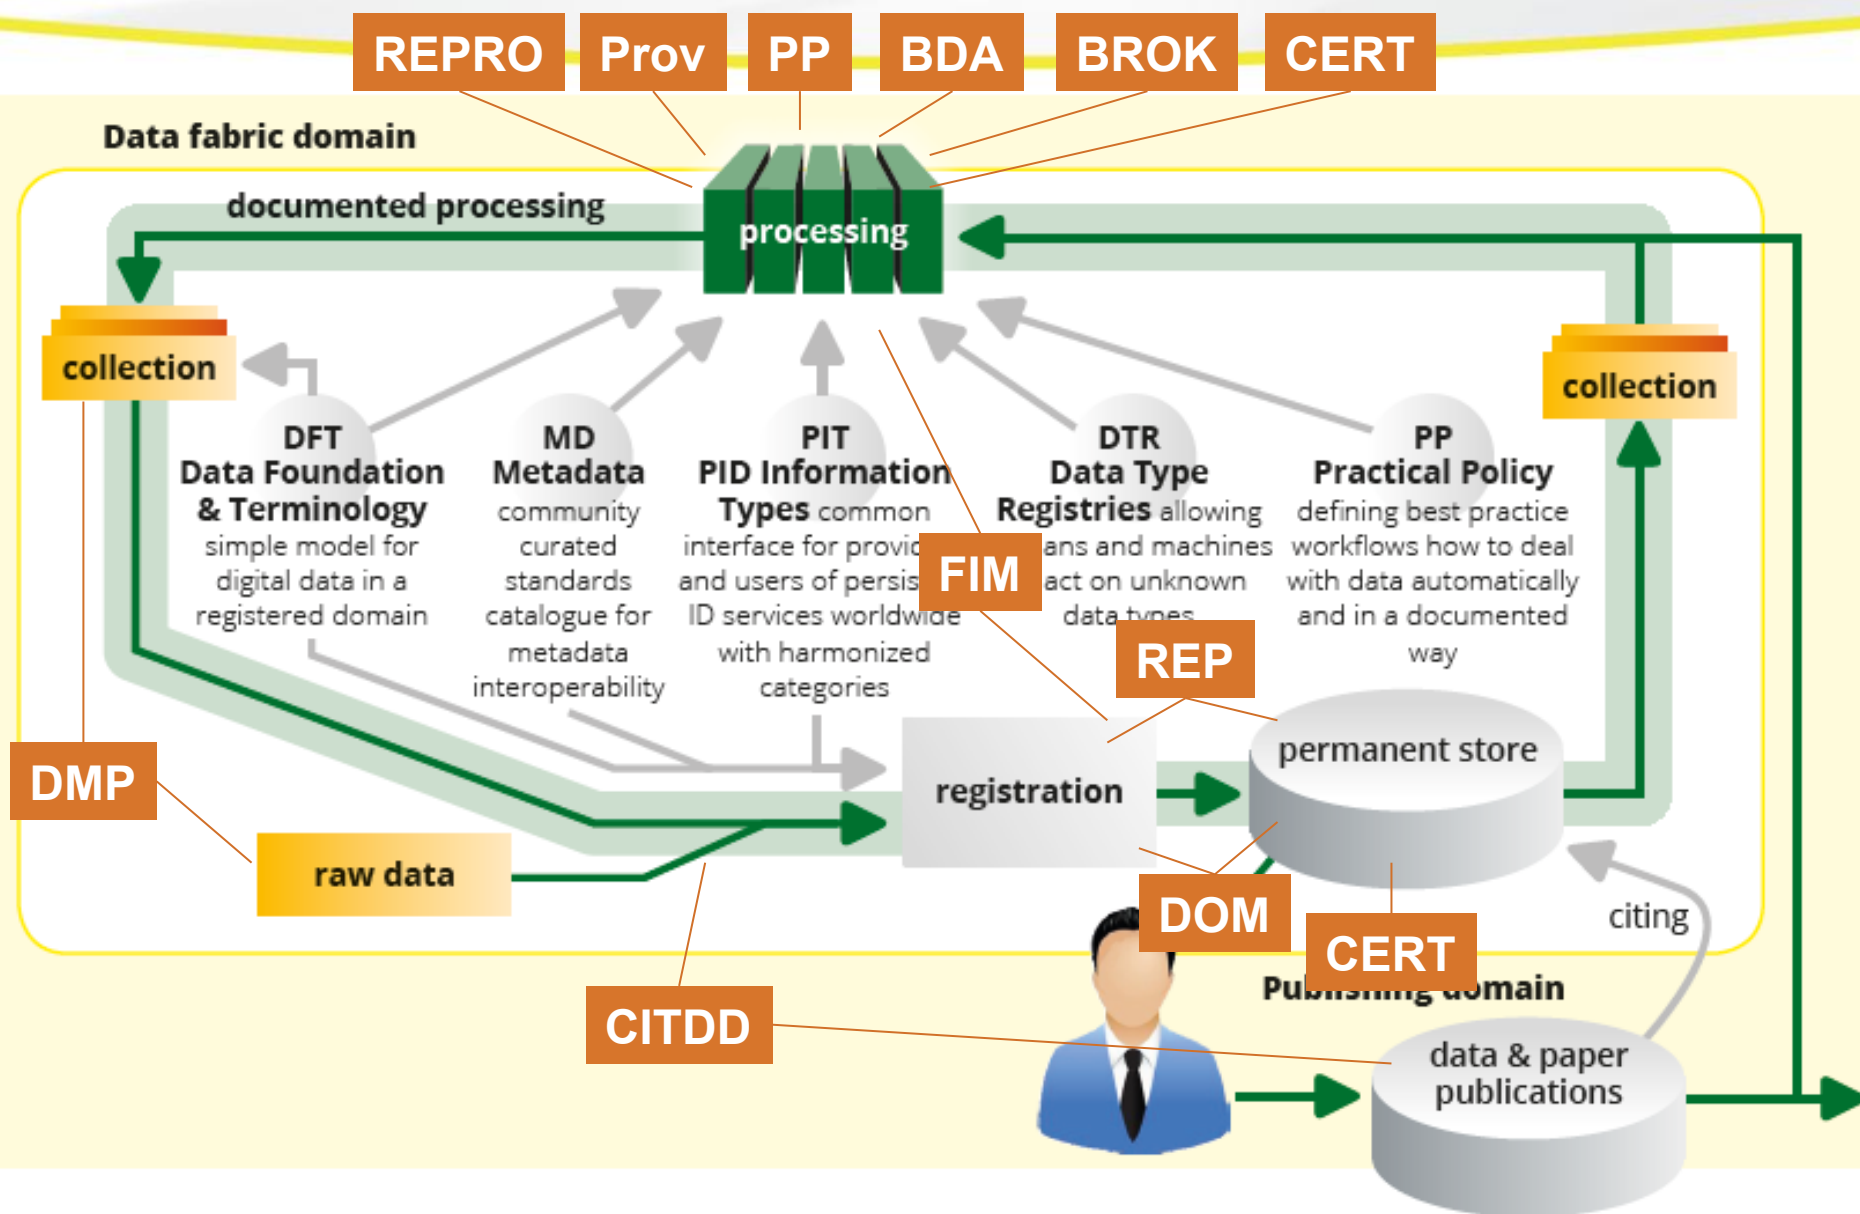 REPRO Prov PP BDA BROK CERT
Data fabric domain
documented processing
processing
collection
collection
DFT
Data Foundation
& Terminology
simple model for
digital data in a
registered domain
MD
Metadata
community
curated
standards
catalogue for
metadata
interoperability
PIT
PID Information
Types common
interface for
and users of
ID services worldwide
with harmonized
categories
DTR
Data Type
Registries allowing
and machines
act on unknown
data types
PP
Practical Policy
defining best practice
workflows how to deal
with data automatically
and in a documented
way
FIM
REP
DMP
registration
permanent store
raw data
DOM
CERT
citing
CITDD
Publishing domain
data & paper
publications